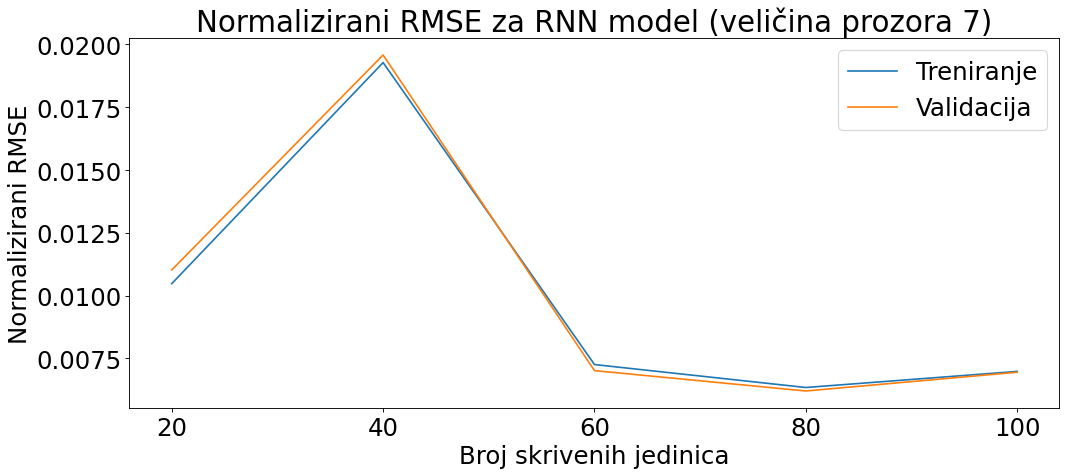 Normalizirani RMSE za RNN model (veličina prozora 7)
Normalizirani RMSE
0.0200
0.0175
0.0150
0.0125
0.0100
0.0075
Treniranje
Validacija
20 40 60 80 100
Broj skrivenih jedinica